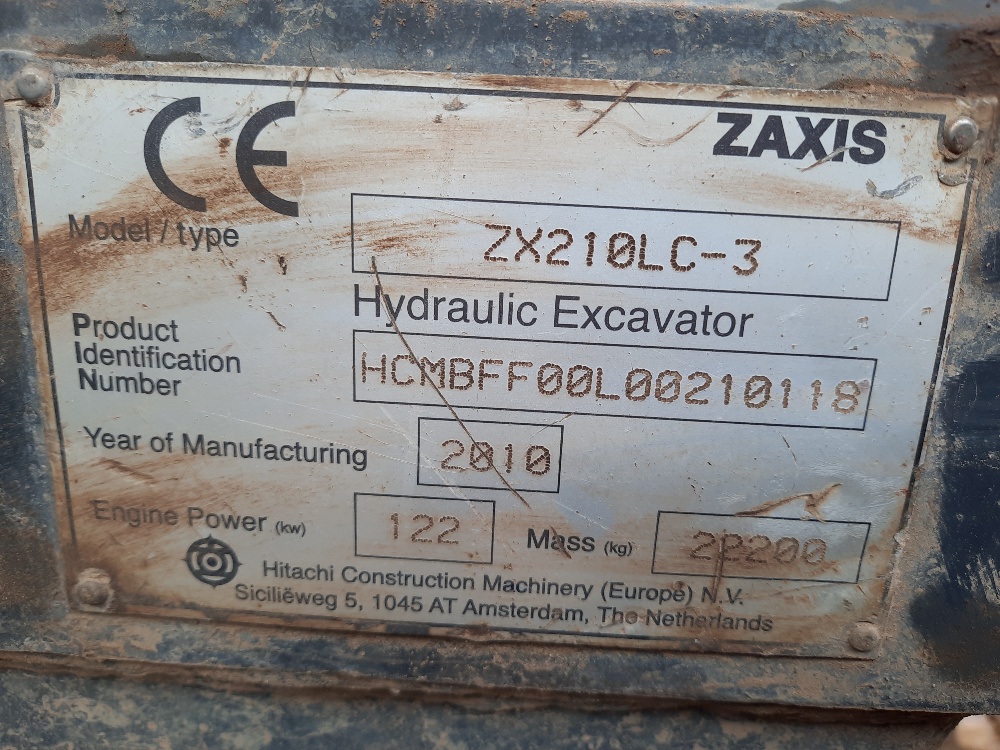 CE
ZAXIS
Model / type
ZX210LC-3
Hydraulic Excavator
Product
Identification
Number
HCMBFF00L00210118
Year of Manufacturing
2010
Engine Power (kw)
122
Mass (kg)
22200
Hitachi Construction Machinery (Europe) N.V.
Siciliëweg 5, 1045 AT Amsterdam, The Netherlands